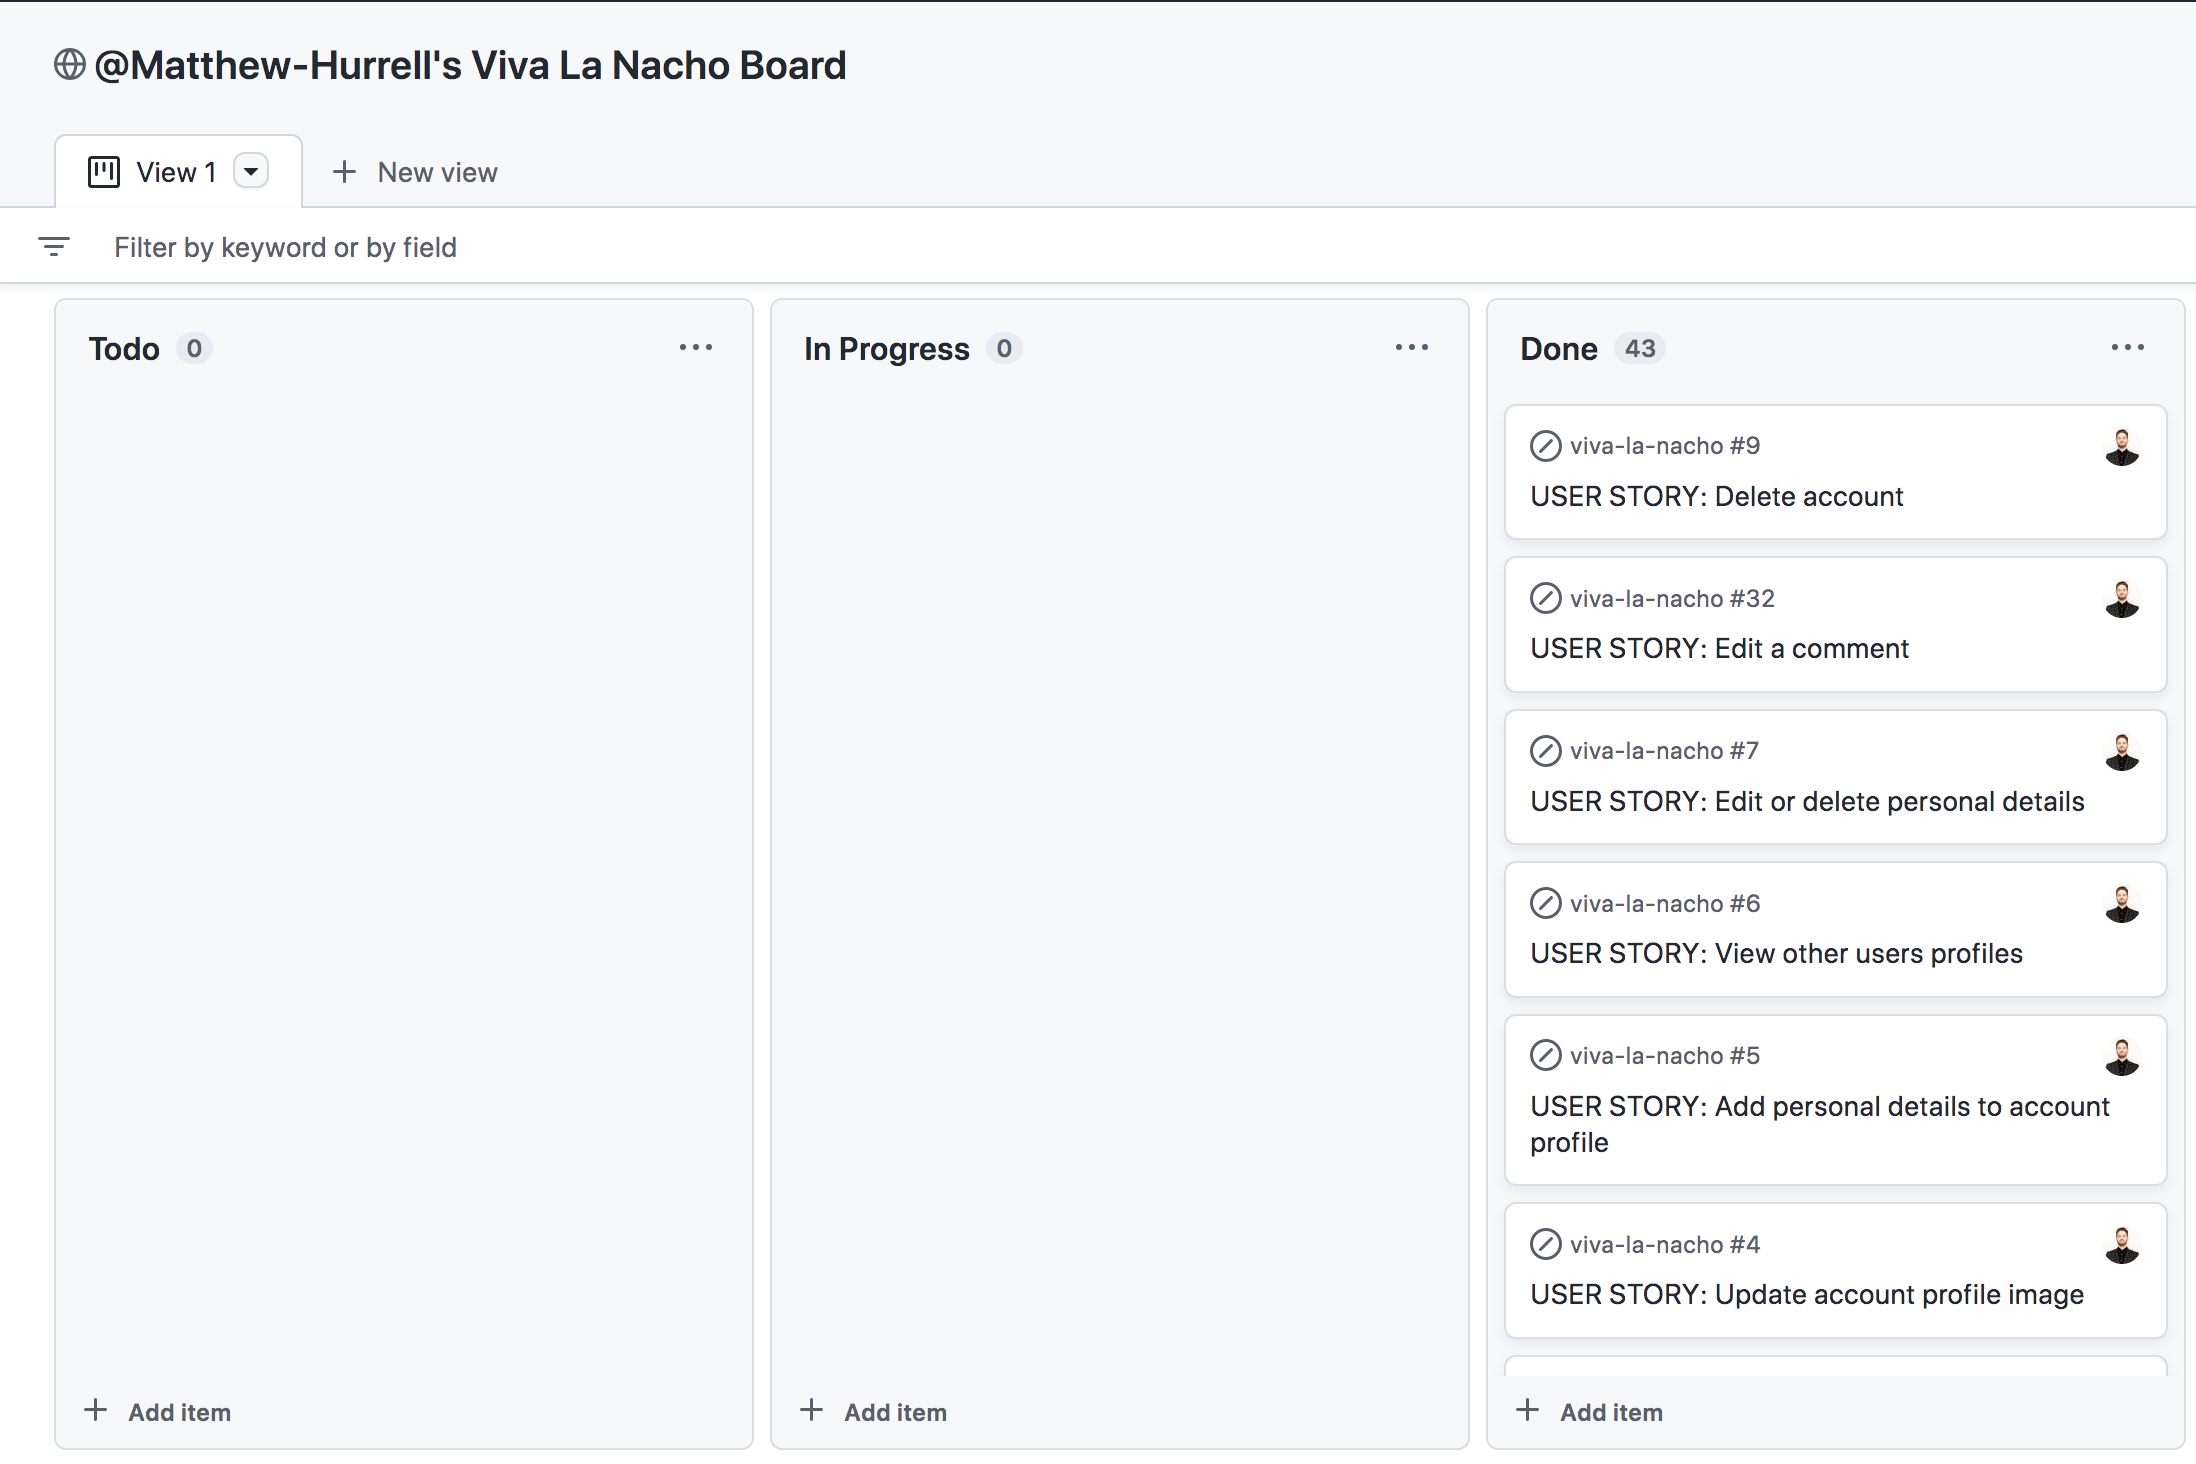 @Matthew-Hurrell's Viva La Nacho Board
View 1
New view
Filter by keyword or by field
Todo 0
Add item
In Progress 0
Add item
Done 43
viva-la-nacho #9
USER STORY: Delete account
viva-la-nacho #32
USER STORY: Edit a comment
viva-la-nacho #7
USER STORY: Edit or delete personal details
viva-la-nacho #6
USER STORY: View other users profiles
viva-la-nacho #5
USER STORY: Add personal details to account
profile
viva-la-nacho #4
USER STORY: Update account profile image
Add item